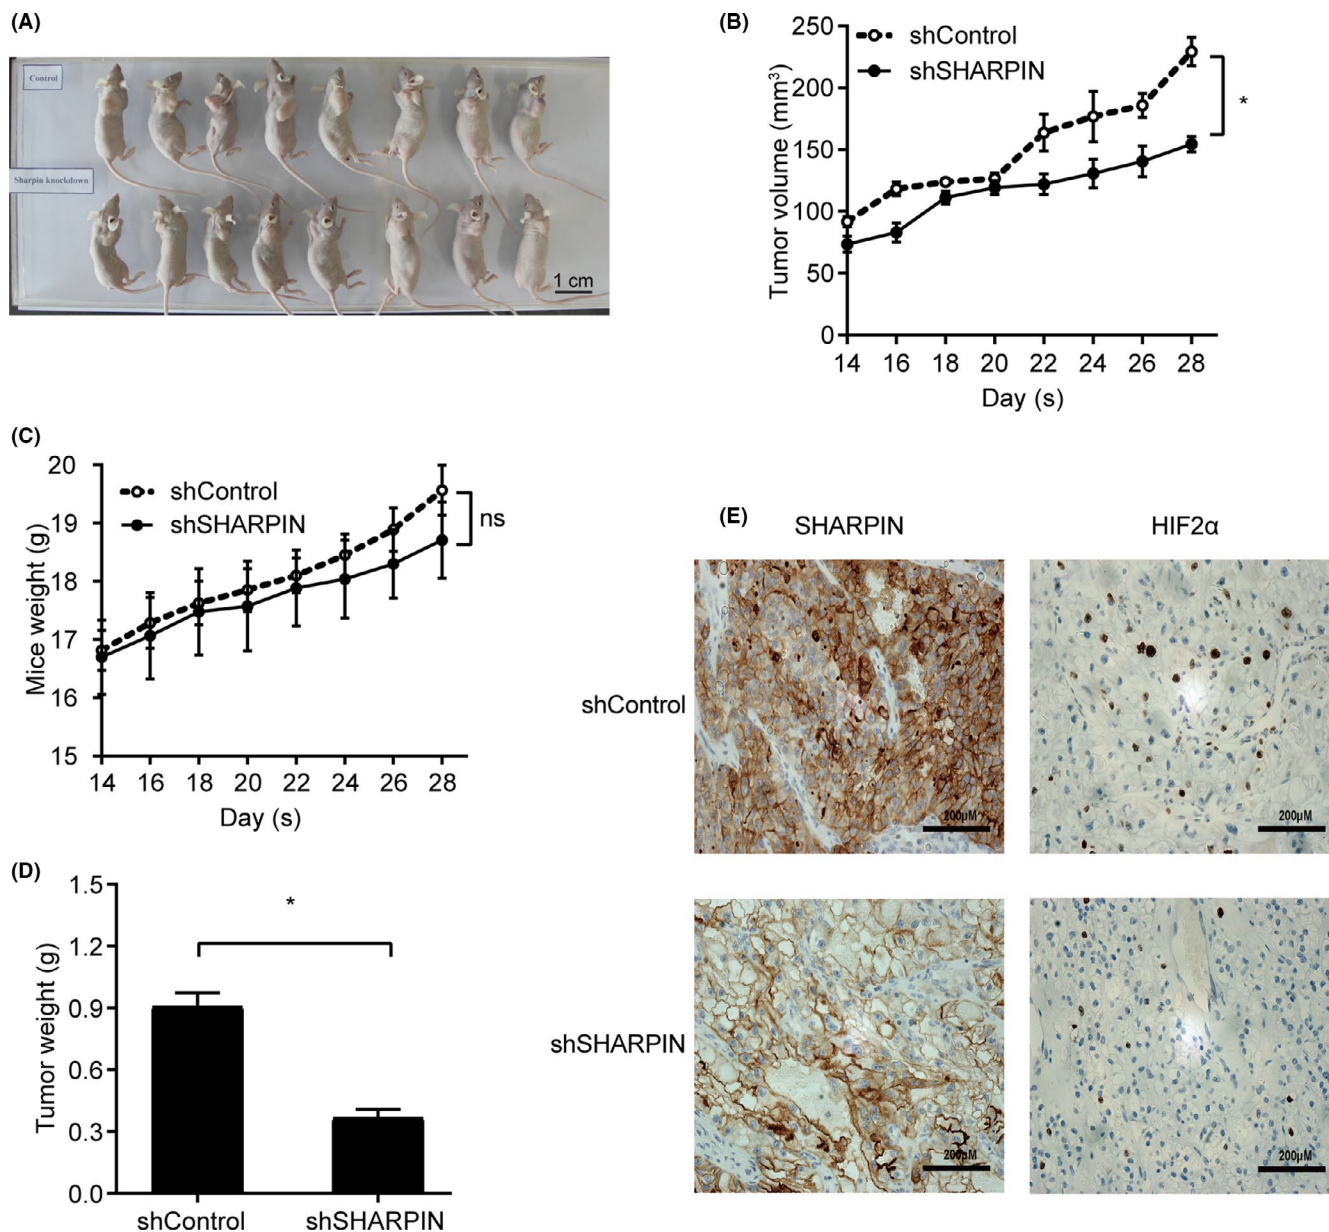 (A)
Control
Sharpin knockdown
1 cm
(B)
250
200
150
100
50
0
Tumor volume (mm³)
shControl
shSHARPIN
*
14 16 18 20 22 24 26 28
Day (s)
(C)
20
19
18
17
16
15
Mice weight (g)
shControl
shSHARPIN
ns
14 16 18 20 22 24 26 28
Day (s)
(D)
1.5
1.2
0.9
0.6
0.3
0.0
Tumor weight (g)
*
shControl shSHARPIN
(E)
SHARPIN HIF2α
shControl
200μM 200μM
shSHARPIN
200μM 200μM